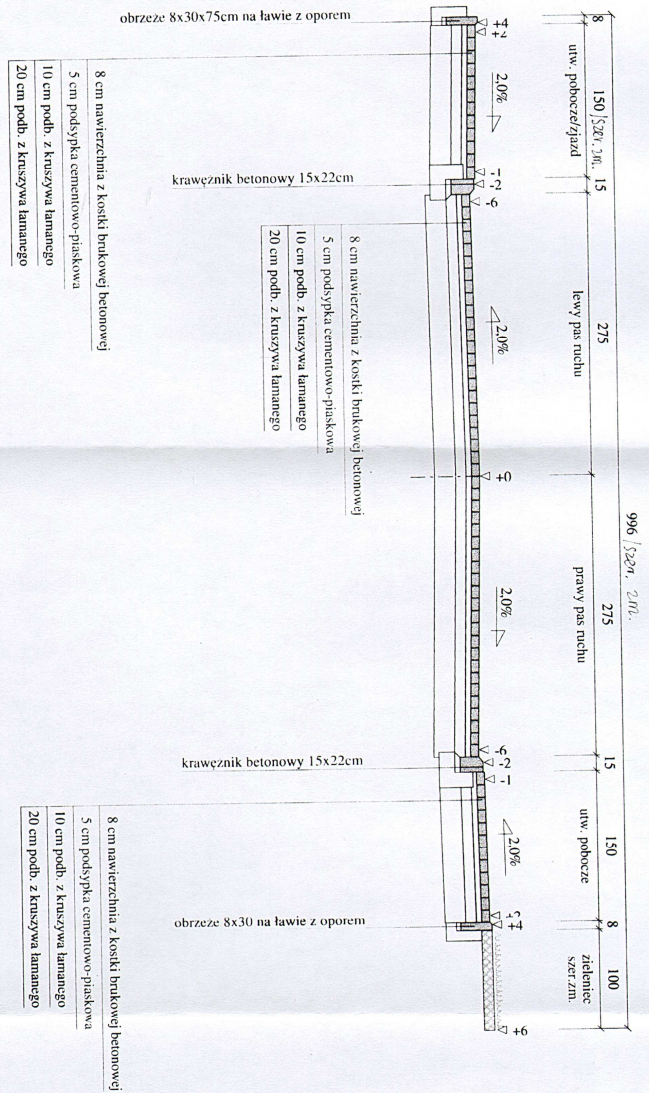 996 /szer. zm.
8
150 /szer. zm.
15
275
275
15
150
8
100
utw. pobocze/zjazd
lewy pas ruchu
prawy pas ruchu
utw. pobocze
zieleniec
szer.zm.
2,0%
2,0%
2,0%
2,0%
+4
+2
-1
-2
-6
+0
-6
-2
-1
+4
+6
obrzeże 8x30x75cm na ławie z oporem
krawężnik betonowy 15x22cm
krawężnik betonowy 15x22cm
obrzeże 8x30 na ławie z oporem
8 cm nawierzchnia z kostki brukowej betonowej
5 cm podsypka cementowo-piaskowa
10 cm podb. z kruszywa łamanego
20 cm podb. z kruszywa łamanego
8 cm nawierzchnia z kostki brukowej betonowej
5 cm podsypka cementowo-piaskowa
10 cm podb. z kruszywa łamanego
20 cm podb. z kruszywa łamanego
8 cm nawierzchnia z kostki brukowej betonowej
5 cm podsypka cementowo-piaskowa
10 cm podb. z kruszywa łamanego
20 cm podb. z kruszywa łamanego